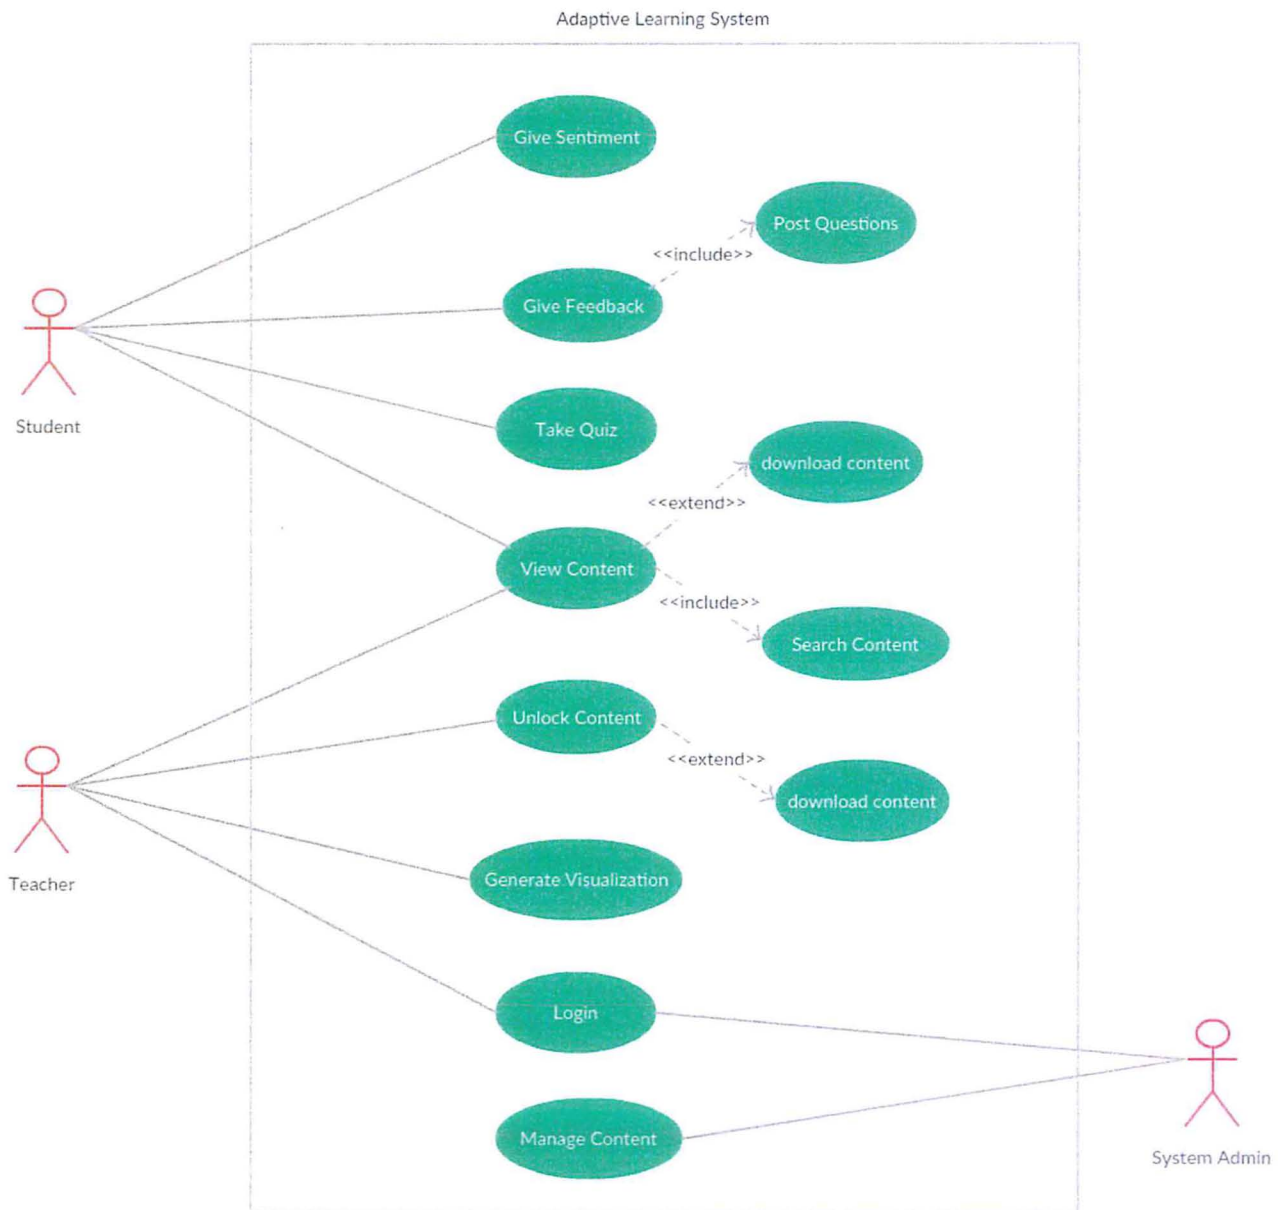 Adaptive Learning System
Give Sentiment
Post Questions
<<include>>
Give Feedback
Student
Take Quiz
download content
<<extend>>
View Content
<<include>>
Search Content
Unlock Content
<<extend>>
download content
Teacher
Generate Visualization
Login
Manage Content
System Admin